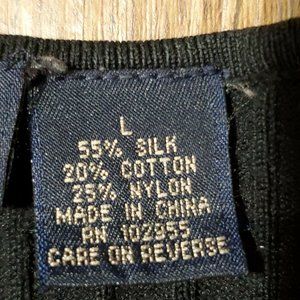 L
55% SILK
20% COTTON
25% NYLON
MADE IN CHINA
RN 102955
CARE ON REVERSE